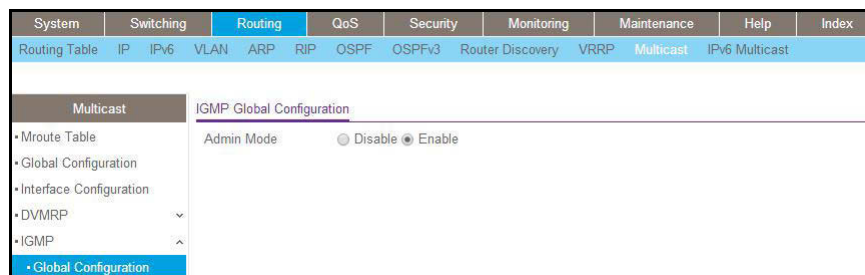 System Switching Routing QoS Security Monitoring Maintenance Help Index
Routing Table IP IPv6 VLAN ARP RIP OSPF OSPFv3 Router Discovery VRRP Multicast IPv6 Multicast
Multicast
IGMP Global Configuration
Mroute Table
Admin Mode Disable Enable
Global Configuration
Interface Configuration
DVMRP
IGMP
Global Configuration